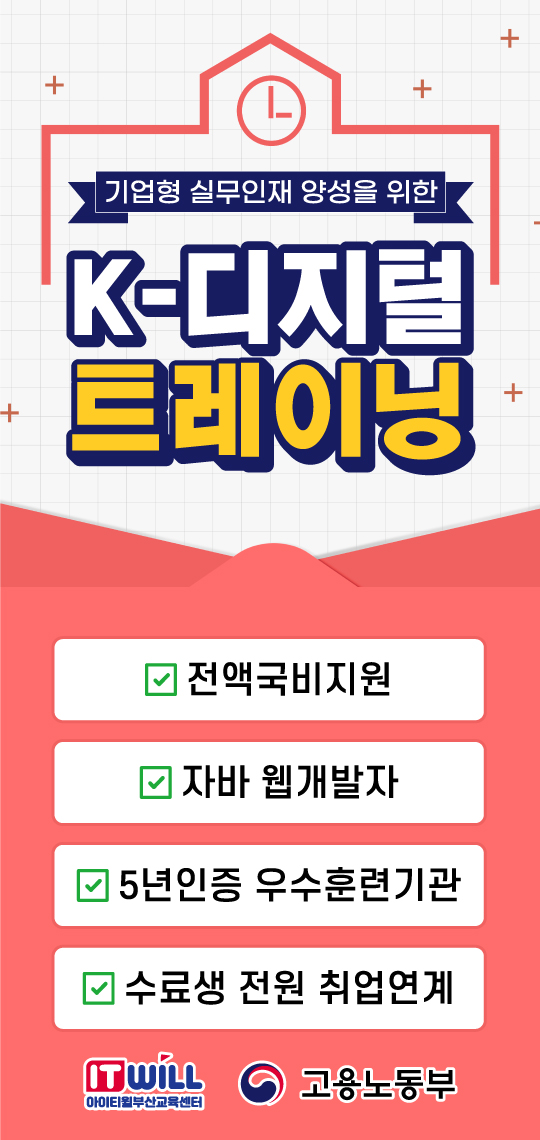 기업형 실무인재 양성을 위한
K-디지털
트레이닝
전액국비지원
자바 웹개발자
5년인증 우수훈련기관
수료생 전원 취업연계
ITWILL
아이티윌부산교육센터
고용노동부